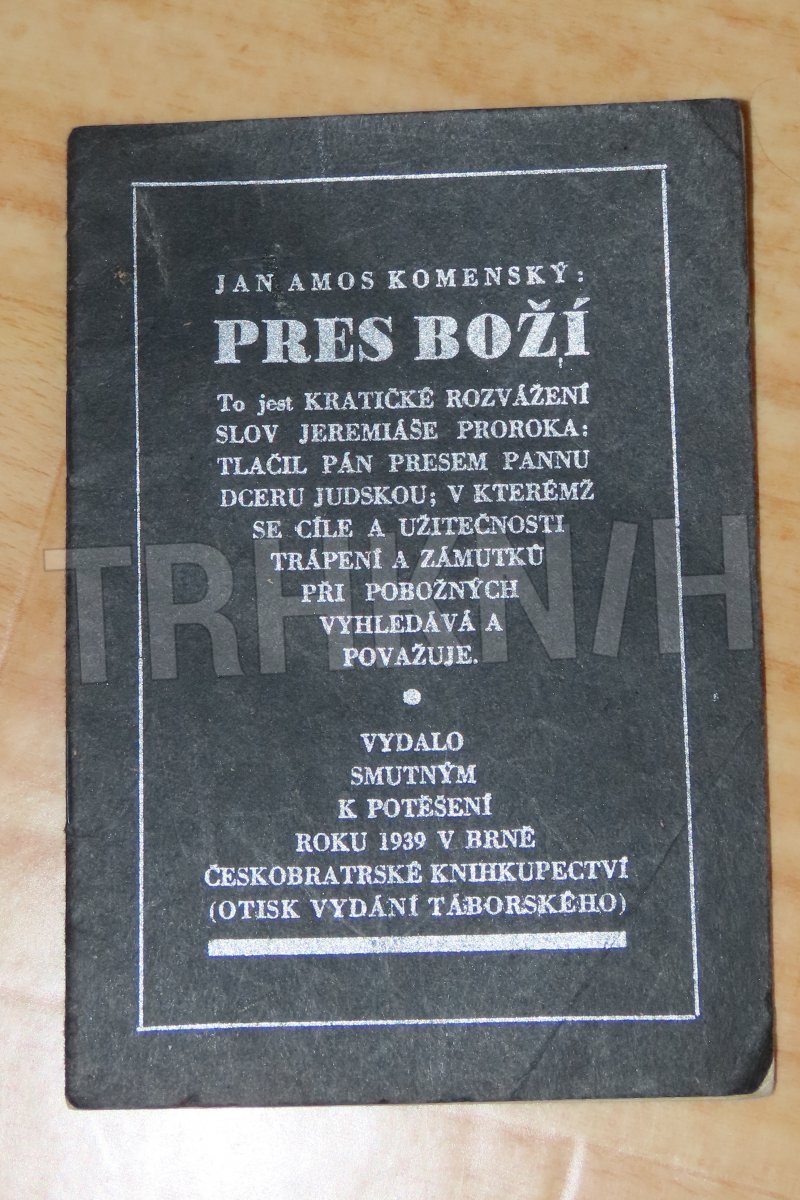 JAN AMOS KOMENSKÝ:
PRES BOŽÍ
To jest KRATIČKÉ ROZVÁŽENÍ
SLOV JEREMIÁŠE PROROKA:
TLAČIL PÁN PRESEM PANNU
DCERU JUDSKOU; V KTERÉMŽ
SE CÍLE A UŽITEČNOSTI
TRÁPENÍ A ZÁMUTKŮ
PŘI POBOŽNÝCH
VYHLEDÁVÁ A
POVAŽUJE.
VYDALO
SMUTNÝM
K POTĚŠENÍ
ROKU 1939 V BRNĚ
ČESKOBRATRSKÉ KNIHKUPECTVÍ
(OTISK VYDÁNÍ TÁBORSKÉHO)
TRHKNIH